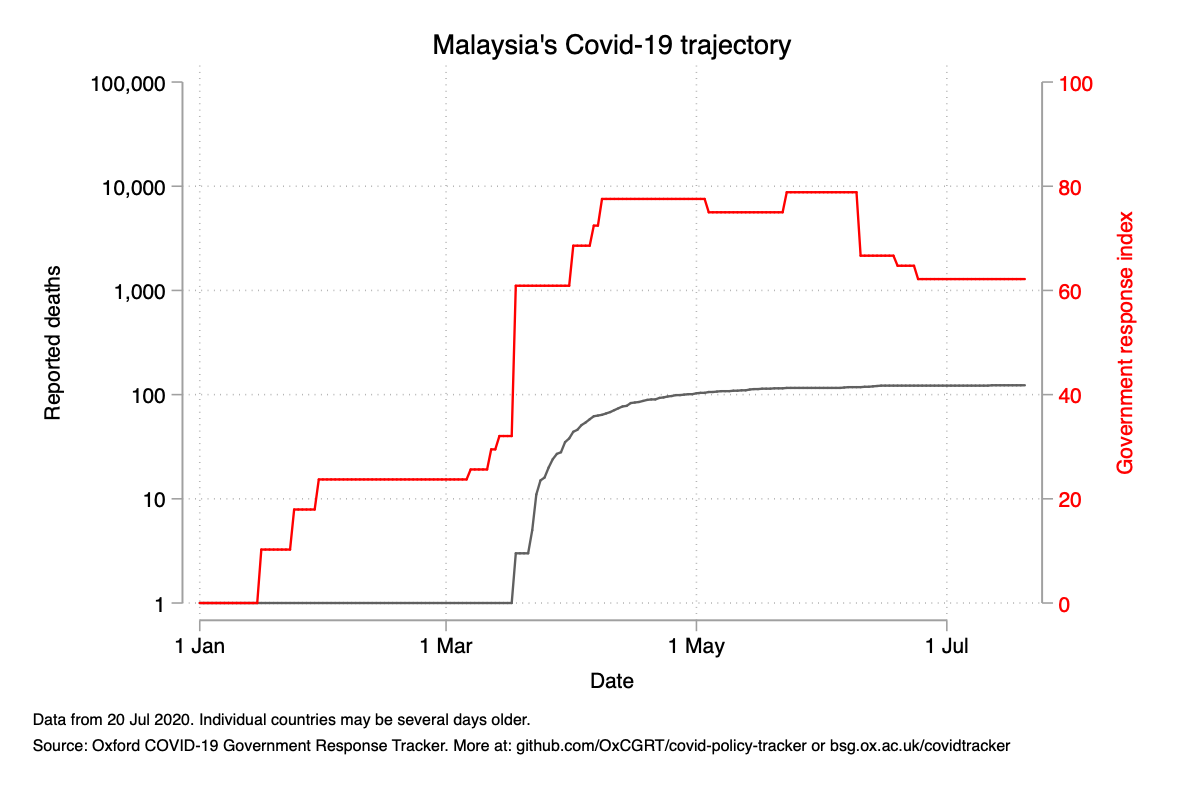 Malaysia's Covid-19 trajectory
100,000
10,000
1,000
100
10
1
Reported deaths
100
80
60
40
20
0
Government response index
1 Jan
1 Mar
1 May
1 Jul
Date
Data from 20 Jul 2020. Individual countries may be several days older.
Source: Oxford COVID-19 Government Response Tracker. More at: github.com/OxCGRT/covid-policy-tracker or bsg.ox.ac.uk/covidtracker